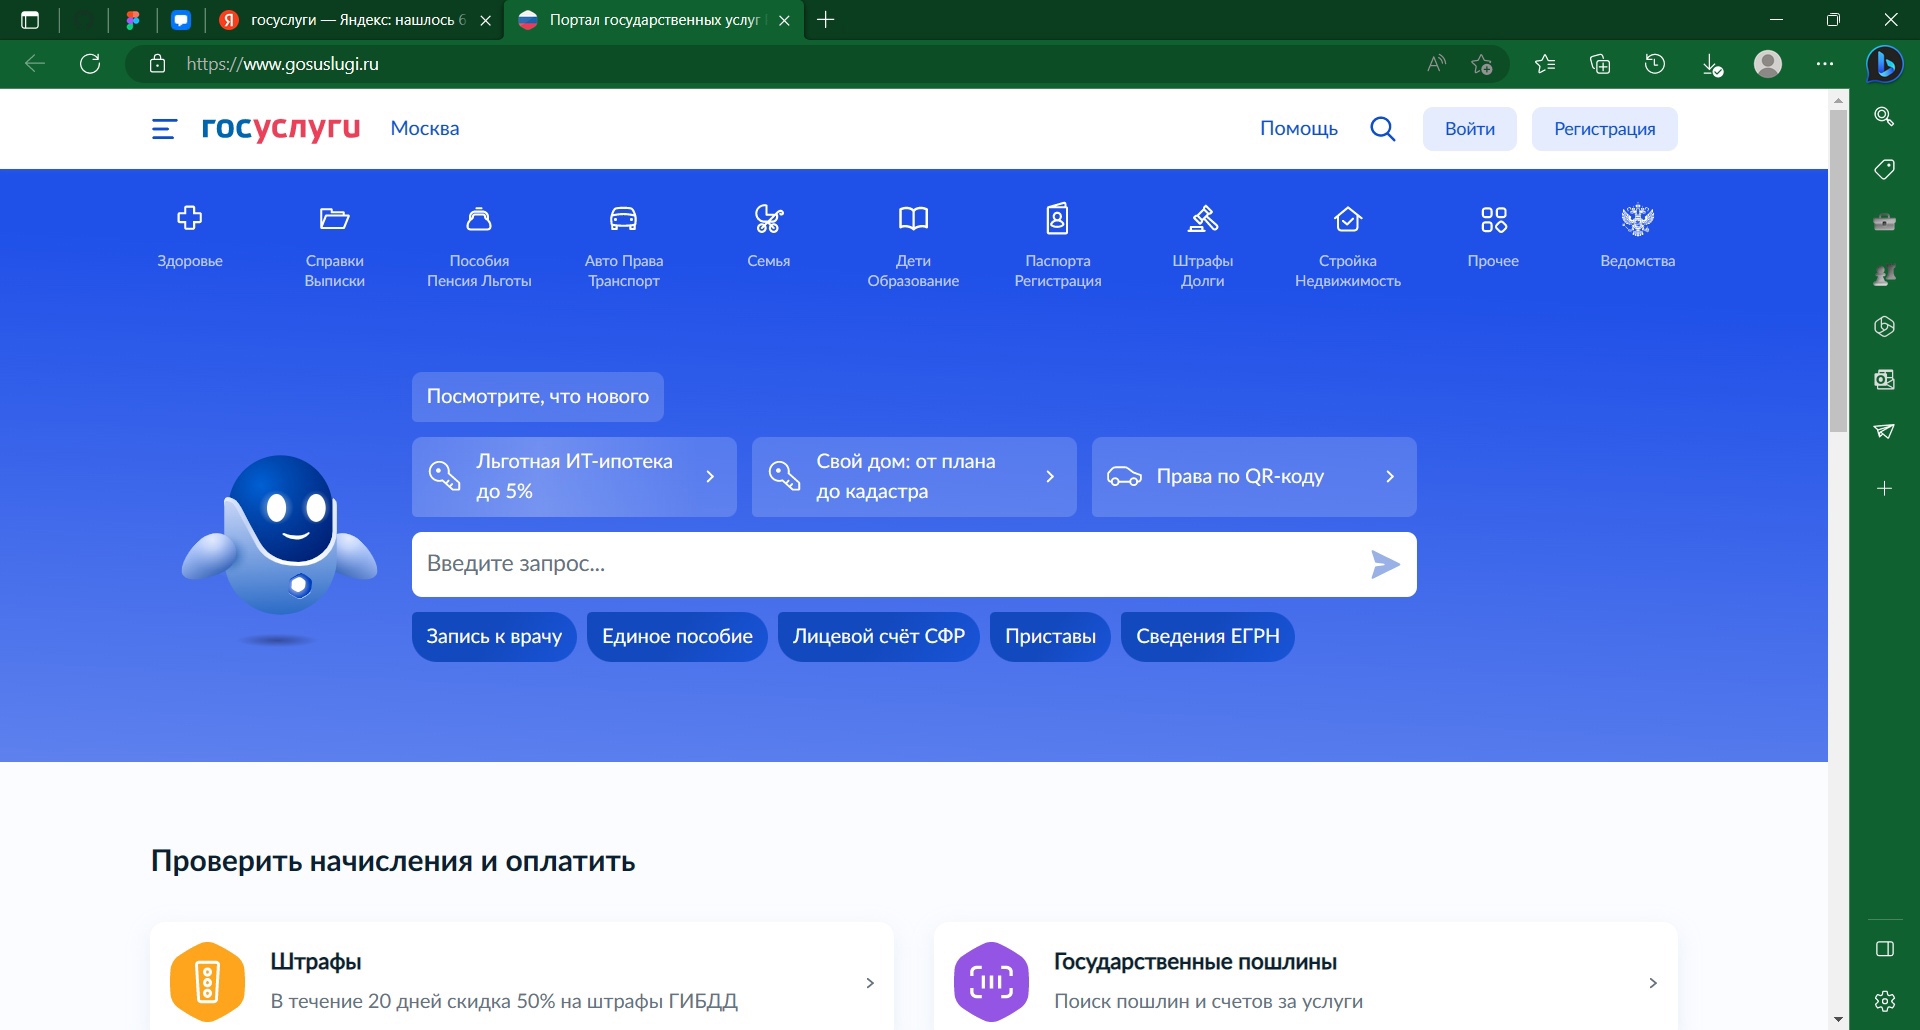 госуслуги — Яндекс: нашлось 6
Портал государственных услуг
https://www.gosuslugi.ru
госуслуги
Москва
Помощь
Войти
Регистрация
Здоровье
Справки
Выписки
Пособия
Пенсия Льготы
Авто Права
Транспорт
Семья
Дети
Образование
Паспорта
Регистрация
Штрафы
Долги
Стройка
Недвижимость
Прочее
Ведомства
Посмотрите, что нового
Льготная ИТ-ипотека
до 5%
Свой дом: от плана
до кадастра
Права по QR-коду
Введите запрос...
Запись к врачу
Единое пособие
Лицевой счёт СФР
Приставы
Сведения ЕГРН
Проверить начисления и оплатить
Штрафы
В течение 20 дней скидка 50% на штрафы ГИБДД
Государственные пошлины
Поиск пошлин и счетов за услуги